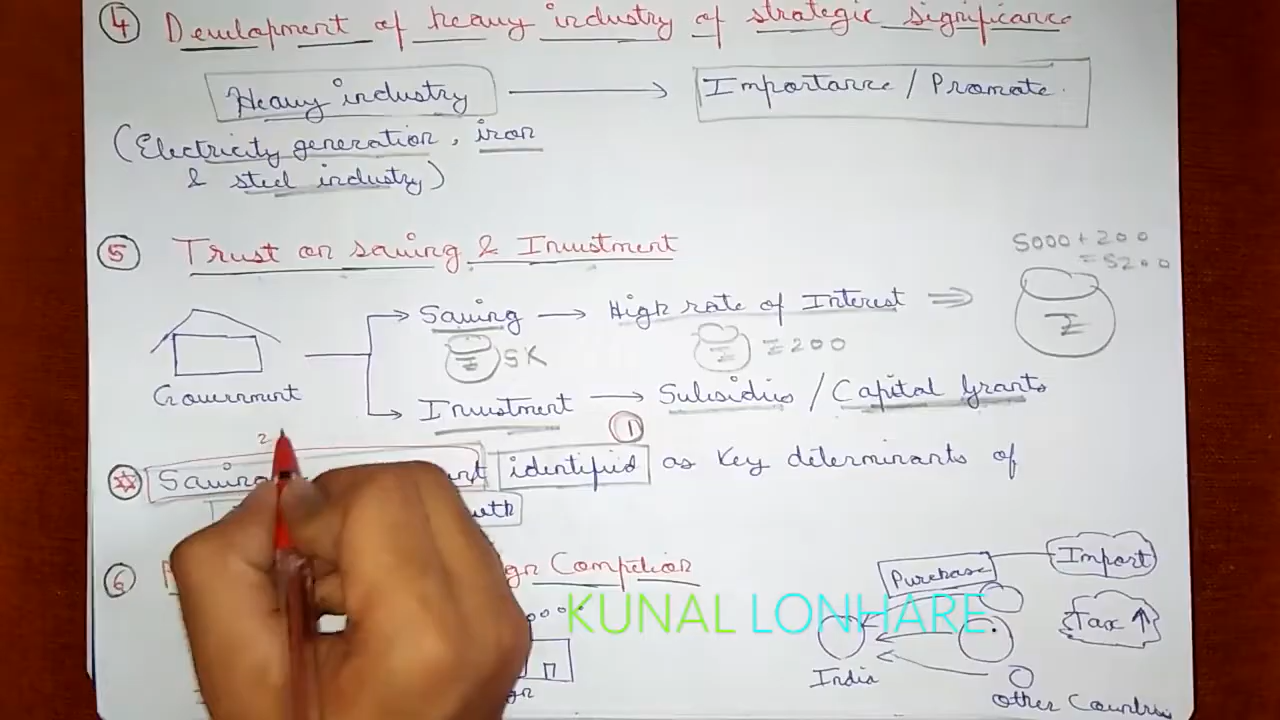 4 Development of heavy industry of strategic significance
Heavy industry → Importance / Promote.
(Electricity generation, iron
& steel industry)
5 Trust on saving & Investment
5000 + 200
= 5200
Saving → High rate of Interest ⇒
₹ 5K
₹ ₹200
₹
Government
Investment → Subsidies / Capital Grants
1
2
identified as key determinants of
6
Import
Purchase
Tax ↑
India
Other Countries
KUNAL LONHARE.